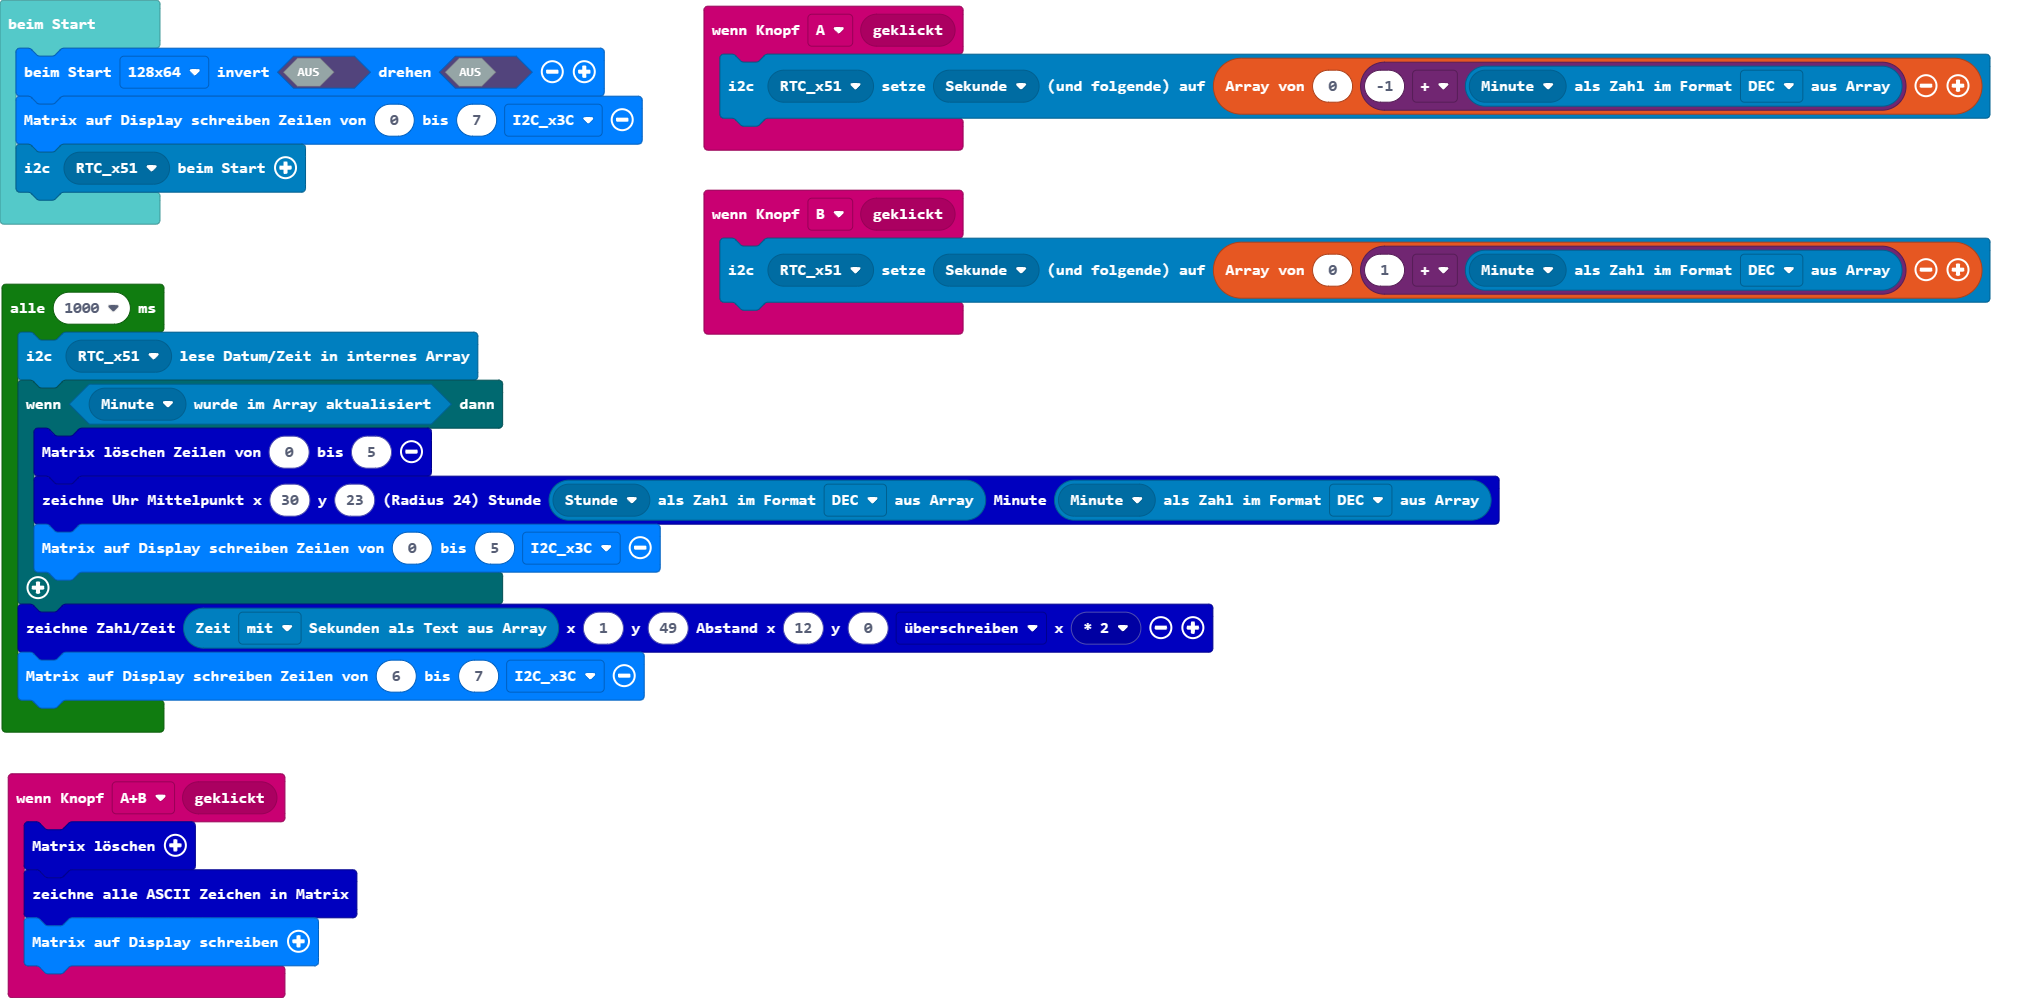 beim Start
beim Start 128x64 invert AUS drehen AUS
Matrix auf Display schreiben Zeilen von 0 bis 7 I2C_x3C
i2c RTC_x51 beim Start
wenn Knopf A geklickt
i2c RTC_x51 setze Sekunde (und folgende) auf Array von 0 -1 + Minute als Zahl im Format DEC aus Array
wenn Knopf B geklickt
i2c RTC_x51 setze Sekunde (und folgende) auf Array von 0 1 + Minute als Zahl im Format DEC aus Array
alle 1000 ms
i2c RTC_x51 lese Datum/Zeit in internes Array
wenn Minute wurde im Array aktualisiert dann
Matrix löschen Zeilen von 0 bis 5
zeichne Uhr Mittelpunkt x 30 y 23 (Radius 24) Stunde Stunde als Zahl im Format DEC aus Array Minute Minute als Zahl im Format DEC aus Array
Matrix auf Display schreiben Zeilen von 0 bis 5 I2C_x3C
zeichne Zahl/Zeit Zeit mit Sekunden als Text aus Array x 1 y 49 Abstand x 12 y 0 überschreiben x * 2
Matrix auf Display schreiben Zeilen von 6 bis 7 I2C_x3C
wenn Knopf A+B geklickt
Matrix löschen
zeichne alle ASCII Zeichen in Matrix
Matrix auf Display schreiben